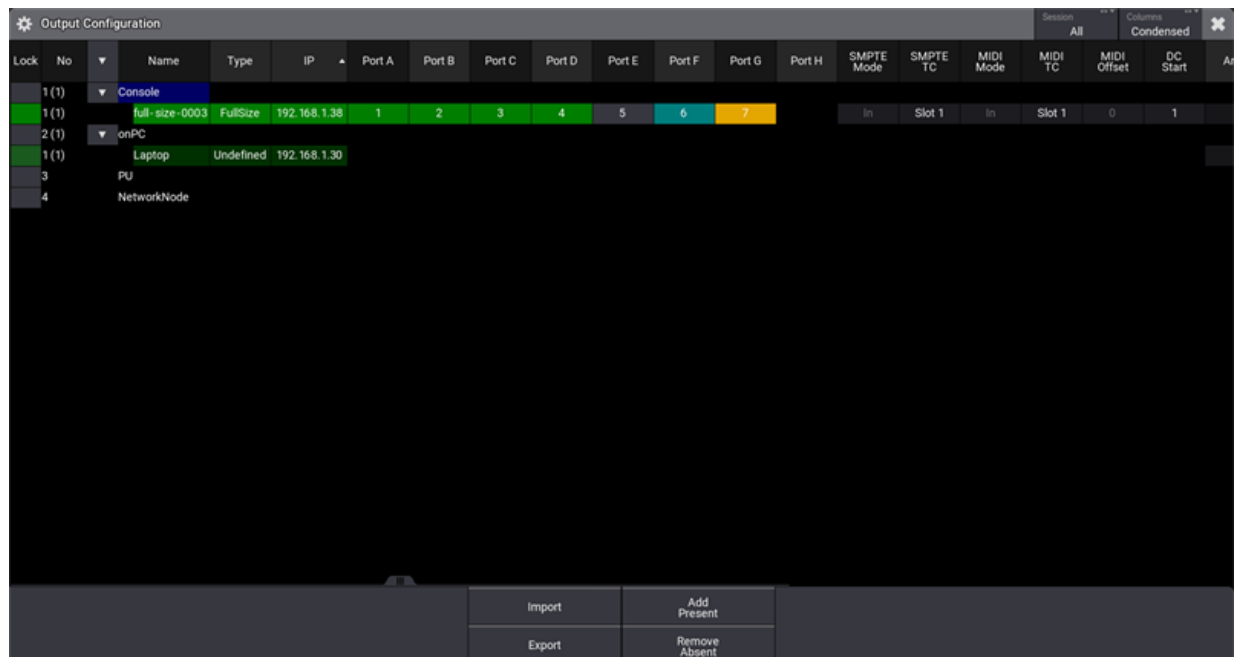 Output Configuration
Session All
Columns Condensed
Lock No Name Type IP Port A Port B Port C Port D Port E Port F Port G Port H SMPTE Mode SMPTE TC MIDI Mode MIDI TC MIDI Offset DC Start Ar
1 (1) Console
1 (1) full-size-0003 FullSize 192.168.1.38 1 2 3 4 5 6 7 In Slot 1 In Slot 1 0 1
2 (1) onPC
1 (1) Laptop Undefined 192.168.1.30
3 PU
4 NetworkNode
Import
Add Present
Export
Remove Absent